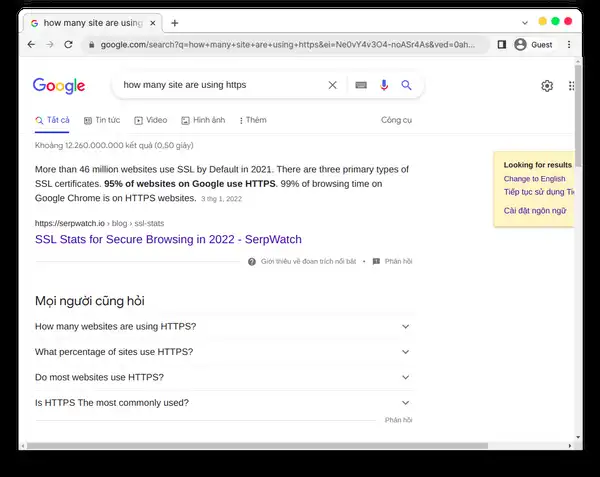 how many site are using
google.com/search?q=how+many+site+are+using+https&ei=Ne0vY4v3O4-noASr4As&ved=0ah...
Guest
Google
how many site are using https
Tất cả
Tin tức
Video
Hình ảnh
Thêm
Công cụ
Khoảng 12.260.000.000 kết quả (0,50 giây)
More than 46 million websites use SSL by Default in 2021. There are three primary types of
SSL certificates. 95% of websites on Google use HTTPS. 99% of browsing time on
Google Chrome is on HTTPS websites. 3 thg 1, 2022
https://serpwatch.io › blog › ssl-stats
SSL Stats for Secure Browsing in 2022 - SerpWatch
Giới thiệu về đoạn trích nổi bật • Phản hồi
Looking for results
Change to English
Tiếp tục sử dụng
Cài đặt ngôn ngữ
Mọi người cũng hỏi
How many websites are using HTTPS?
What percentage of sites use HTTPS?
Do most websites use HTTPS?
Is HTTPS The most commonly used?
Phản hồi